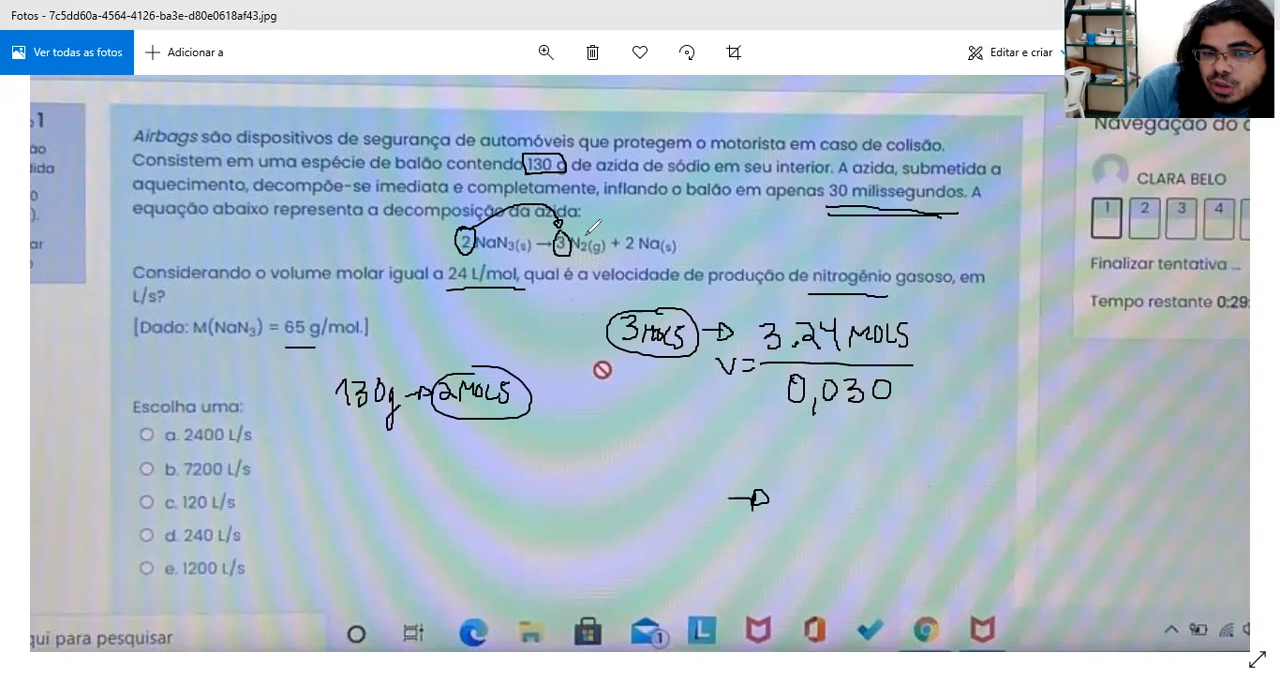 Fotos - 7c5dd60a-4564-4126-ba3e-d80e0618af43.jpg
Ver todas as fotos
Adicionar a
Editar e criar
1
ão
dida
0
).
ar
Airbags são dispositivos de segurança de automóveis que protegem o motorista em caso de colisão.
Consistem em uma espécie de balão contendo 130 g de azida de sódio em seu interior. A azida, submetida a
aquecimento, decompõe-se imediata e completamente, inflando o balão em apenas 30 milissegundos. A
equação abaixo representa a decomposição da azida:
2 NaN3(s) → 3 N2(g) + 2 Na(s)
Considerando o volume molar igual a 24 L/mol, qual é a velocidade de produção de nitrogênio gasoso, em
L/s?
[Dado: M(NaN3) = 65 g/mol.]
3 MOLS → V = 3.24 MOLS
0,030
130g → 2 MOLS
Escolha uma:
a. 2400 L/s
b. 7200 L/s
c. 120 L/s
d. 240 L/s
e. 1200 L/s
Navegação do
CLARA BELO
1 2 3 4
Finalizar tentativa ...
Tempo restante 0:29
qui para pesquisar
1
L